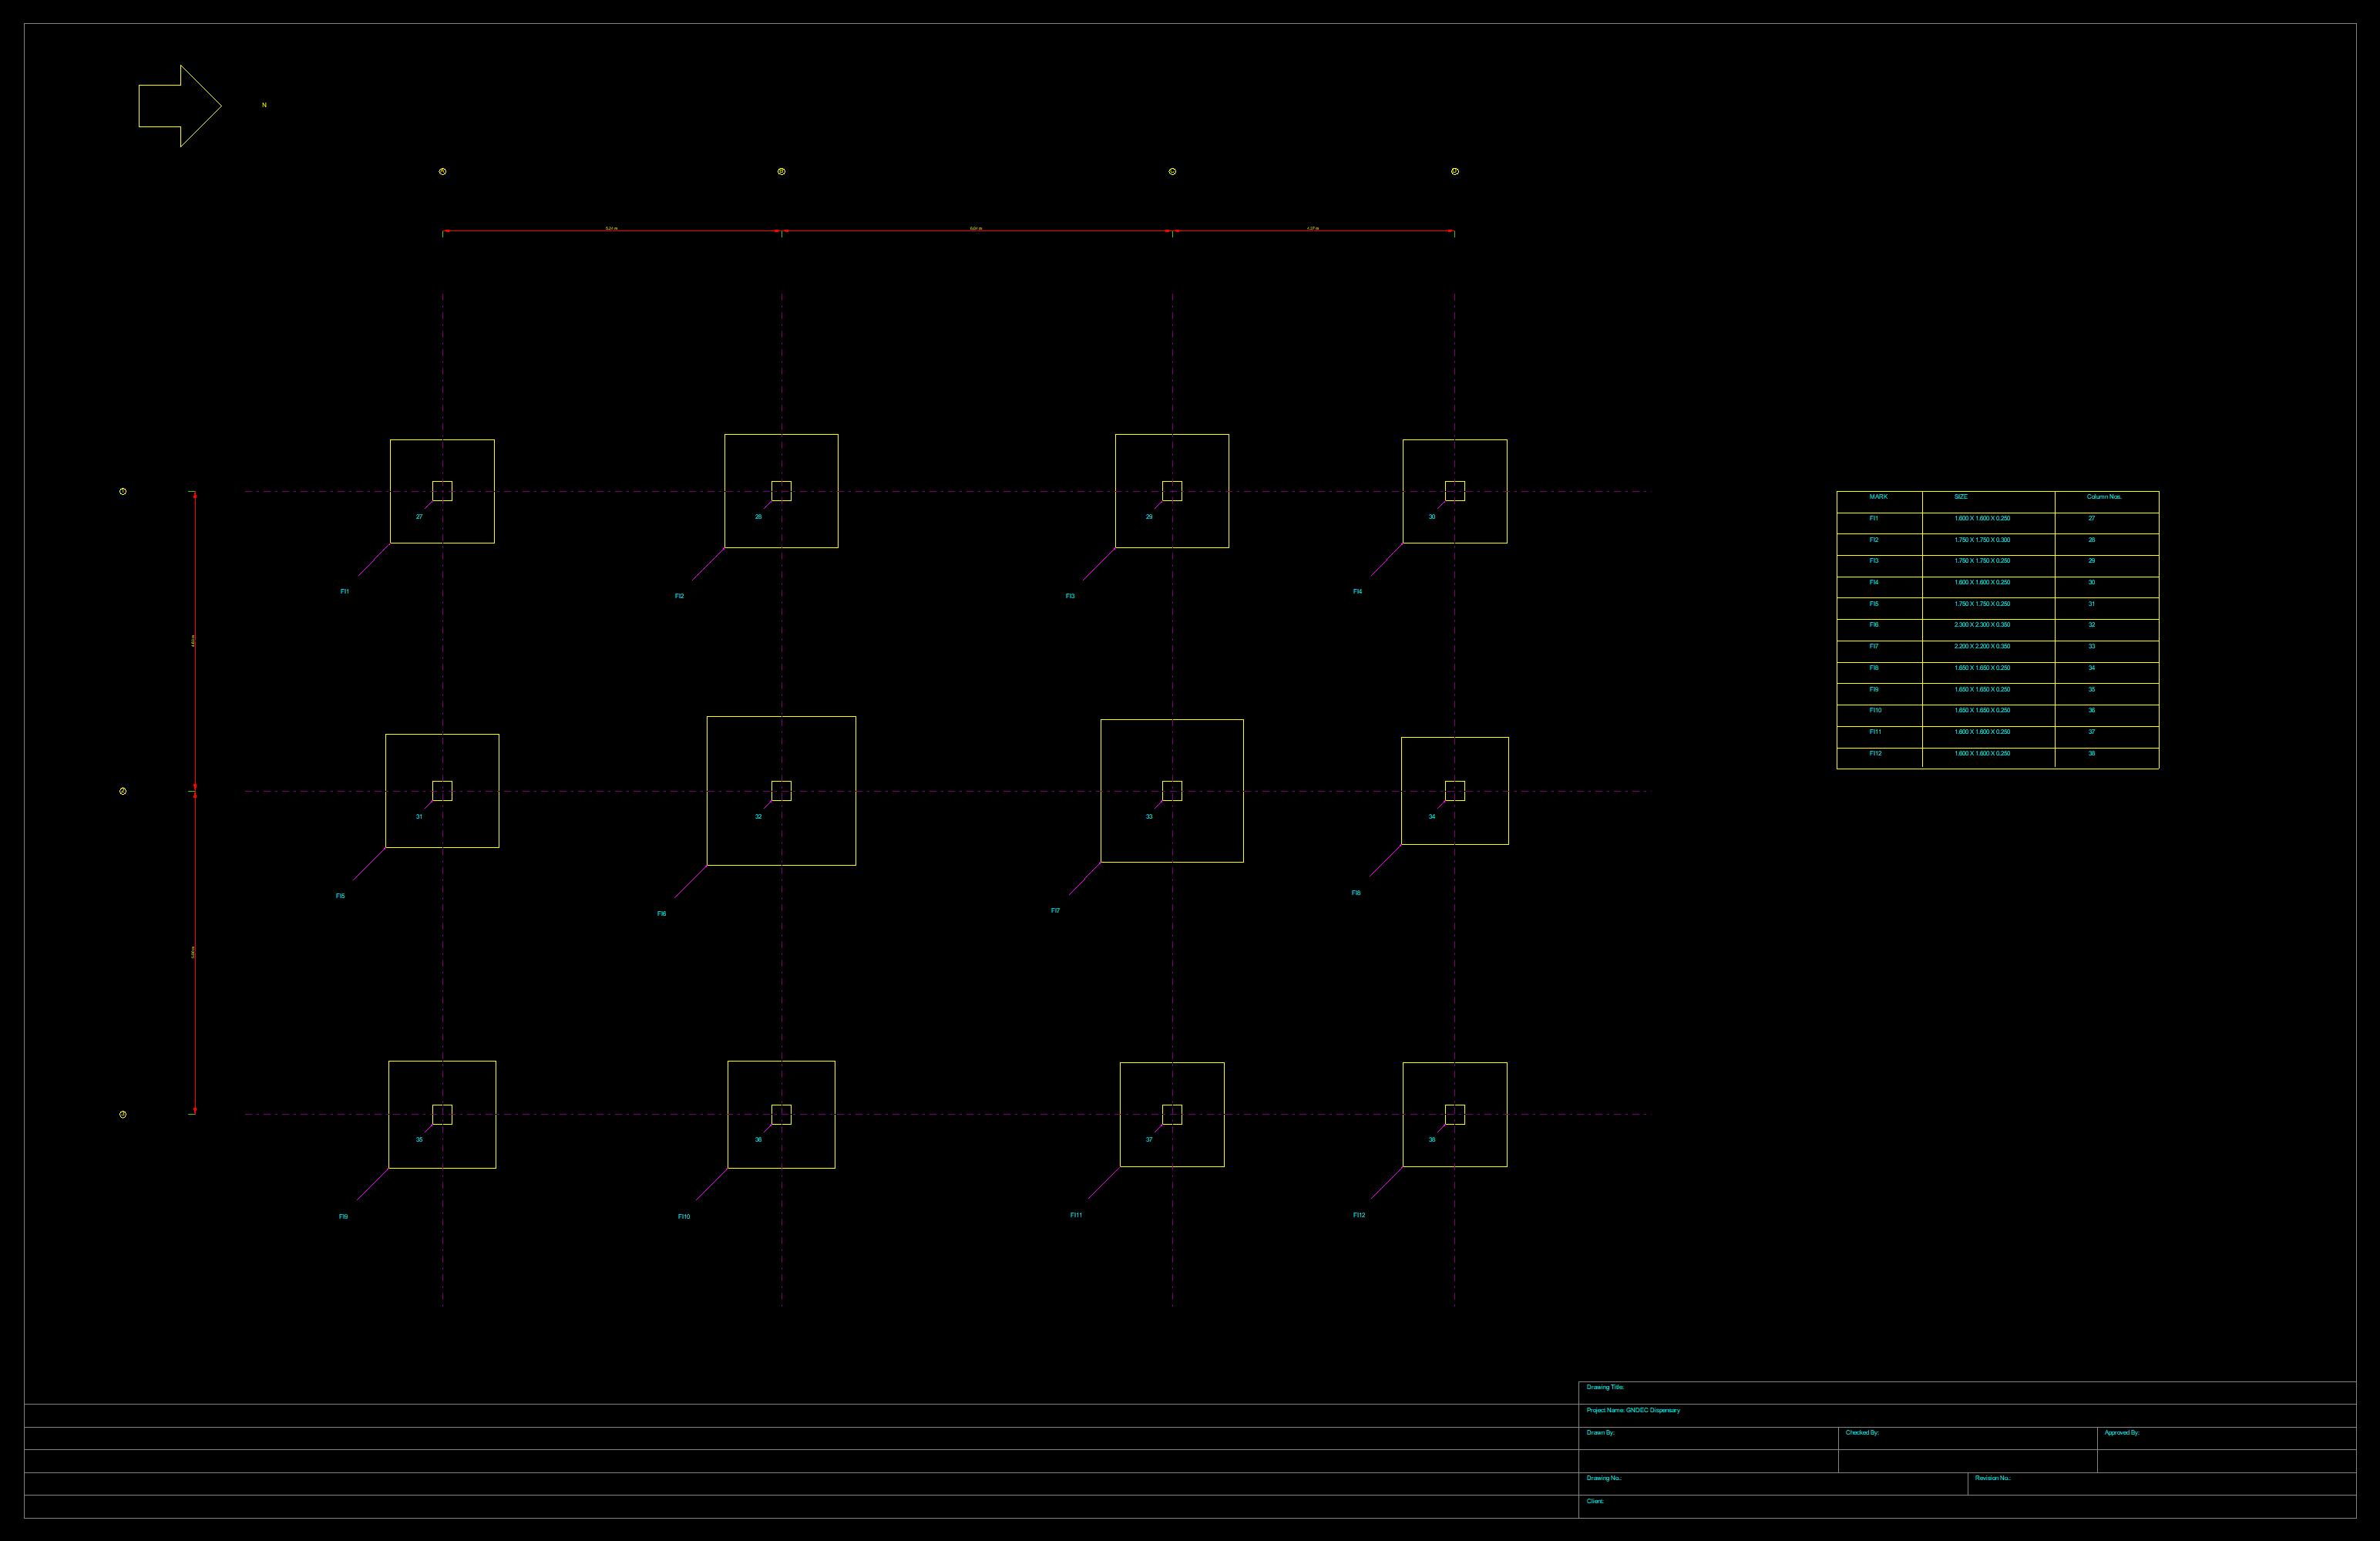 N
A B C D
1
27 28 29 30
FI1 FI2 FI3 FI4
2
31 32 33 34
FI5 FI6 FI7 FI8
3
35 36 37 38
FI9 FI10 FI11 FI12
MARK SIZE Column Nos.
FI1 1.600 X 1.600 X 0.250 27
FI2 1.750 X 1.750 X 0.300 28
FI3 1.750 X 1.750 X 0.250 29
FI4 1.600 X 1.600 X 0.250 30
FI5 1.750 X 1.750 X 0.250 31
FI6 2.300 X 2.300 X 0.350 32
FI7 2.200 X 2.200 X 0.350 33
FI8 1.650 X 1.650 X 0.250 34
FI9 1.650 X 1.650 X 0.250 35
FI10 1.650 X 1.650 X 0.250 36
FI11 1.600 X 1.600 X 0.250 37
FI12 1.600 X 1.600 X 0.250 38
Drawing Title:
Project Name: GNDEC Dispensary
Drawn By: Checked By: Approved By:
Drawing No.: Revision No.:
Client: